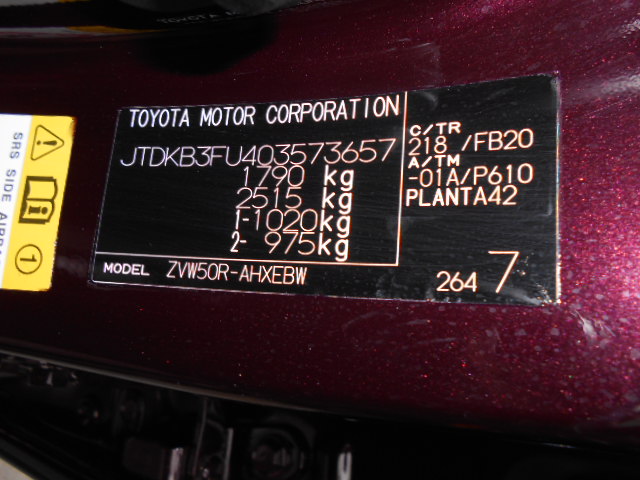 TOYOTA MOTOR CORPORATION
JTDKB3FU403573657
1790 kg
2515 kg
1-1020kg
2- 975kg
MODEL ZVW50R-AHXEBW
C/TR
218 /FB20
A/TM
-01A/P610
PLANTA42
264 7
SRS SIDE
1